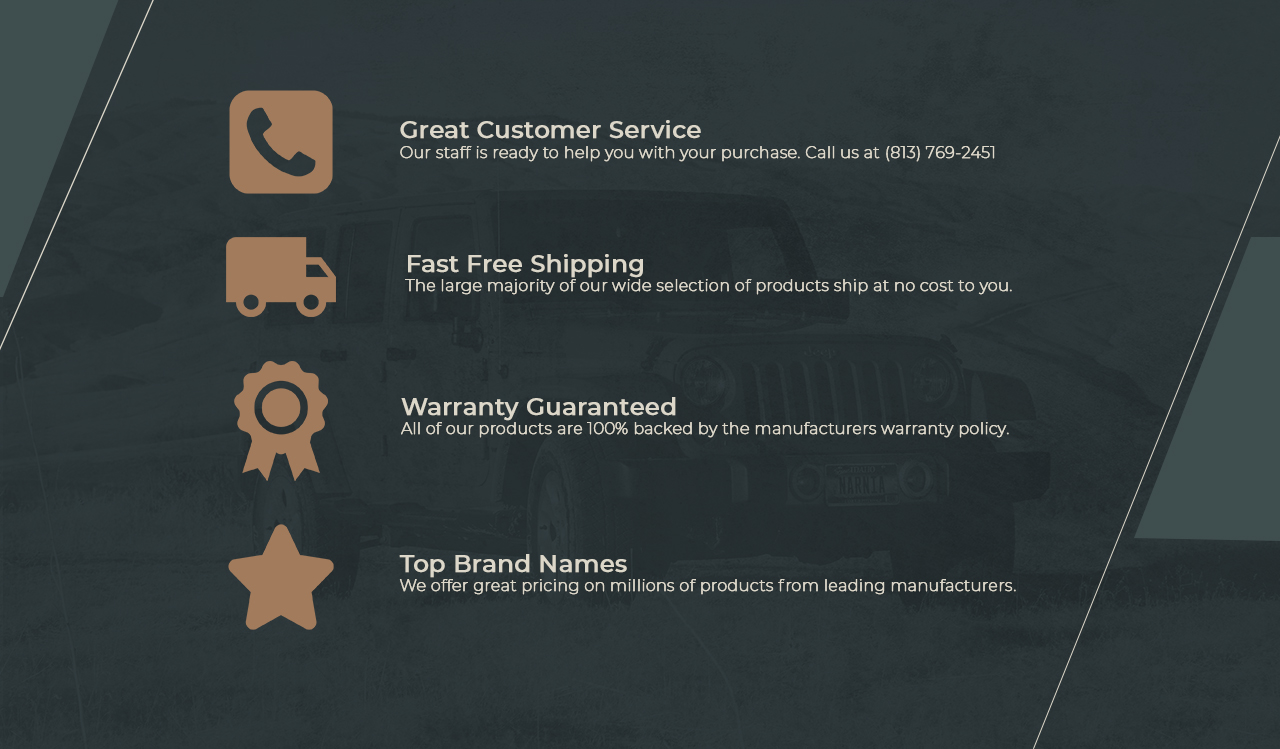 Great Customer Service
Our staff is ready to help you with your purchase. Call us at (813) 769-2451
Fast Free Shipping
The large majority of our wide selection of products ship at no cost to you.
Warranty Guaranteed
All of our products are 100% backed by the manufacturers warranty policy.
Top Brand Names
We offer great pricing on millions of products from leading manufacturers.